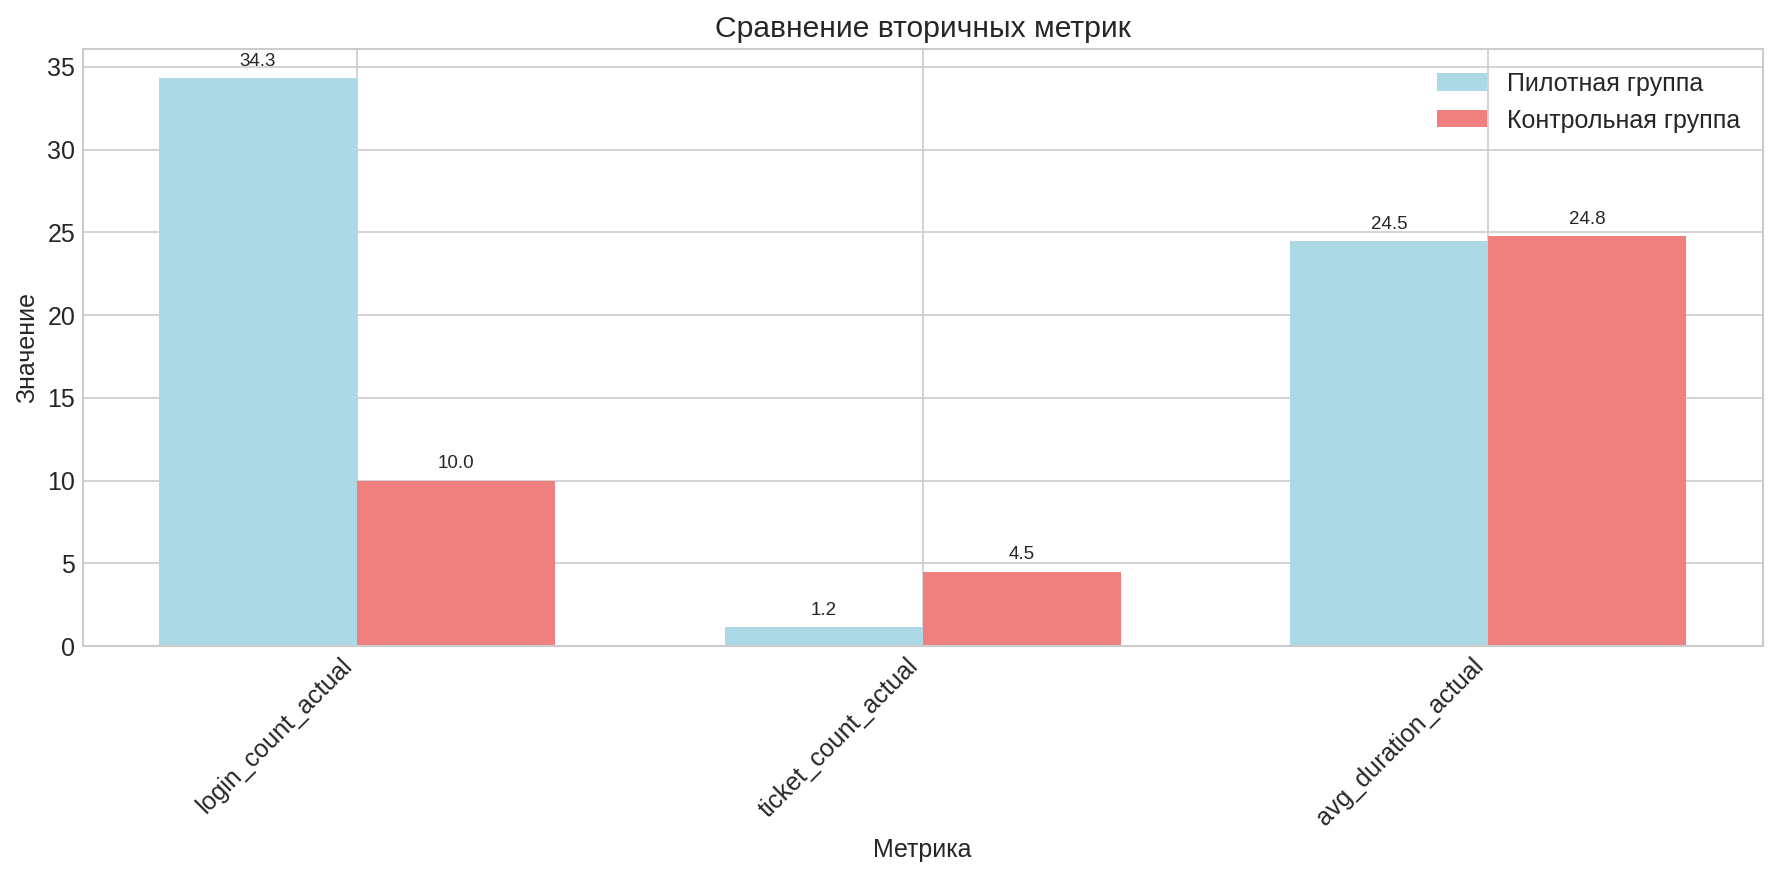 Сравнение вторичных метрик
Пилотная группа
Контрольная группа
Значение
35
30
25
20
15
10
5
0
34.3
10.0
1.2
4.5
24.5
24.8
login_count_actual
ticket_count_actual
avg_duration_actual
Метрика